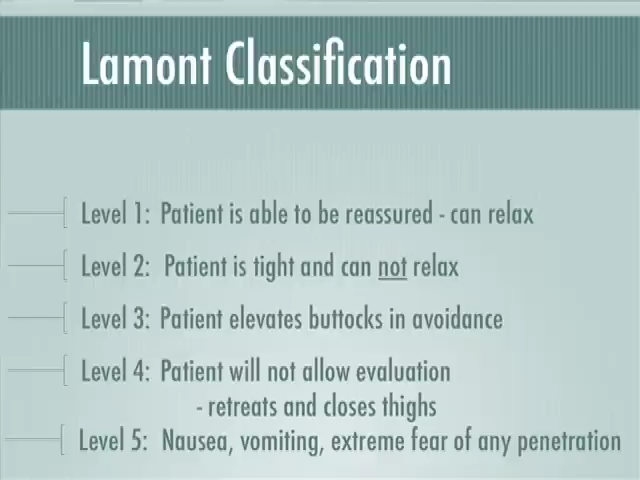 Lamont Classification
Level 1: Patient is able to be reassured - can relax
Level 2: Patient is tight and can not relax
Level 3: Patient elevates buttocks in avoidance
Level 4: Patient will not allow evaluation
- retreats and closes thighs
Level 5: Nausea, vomiting, extreme fear of any penetration